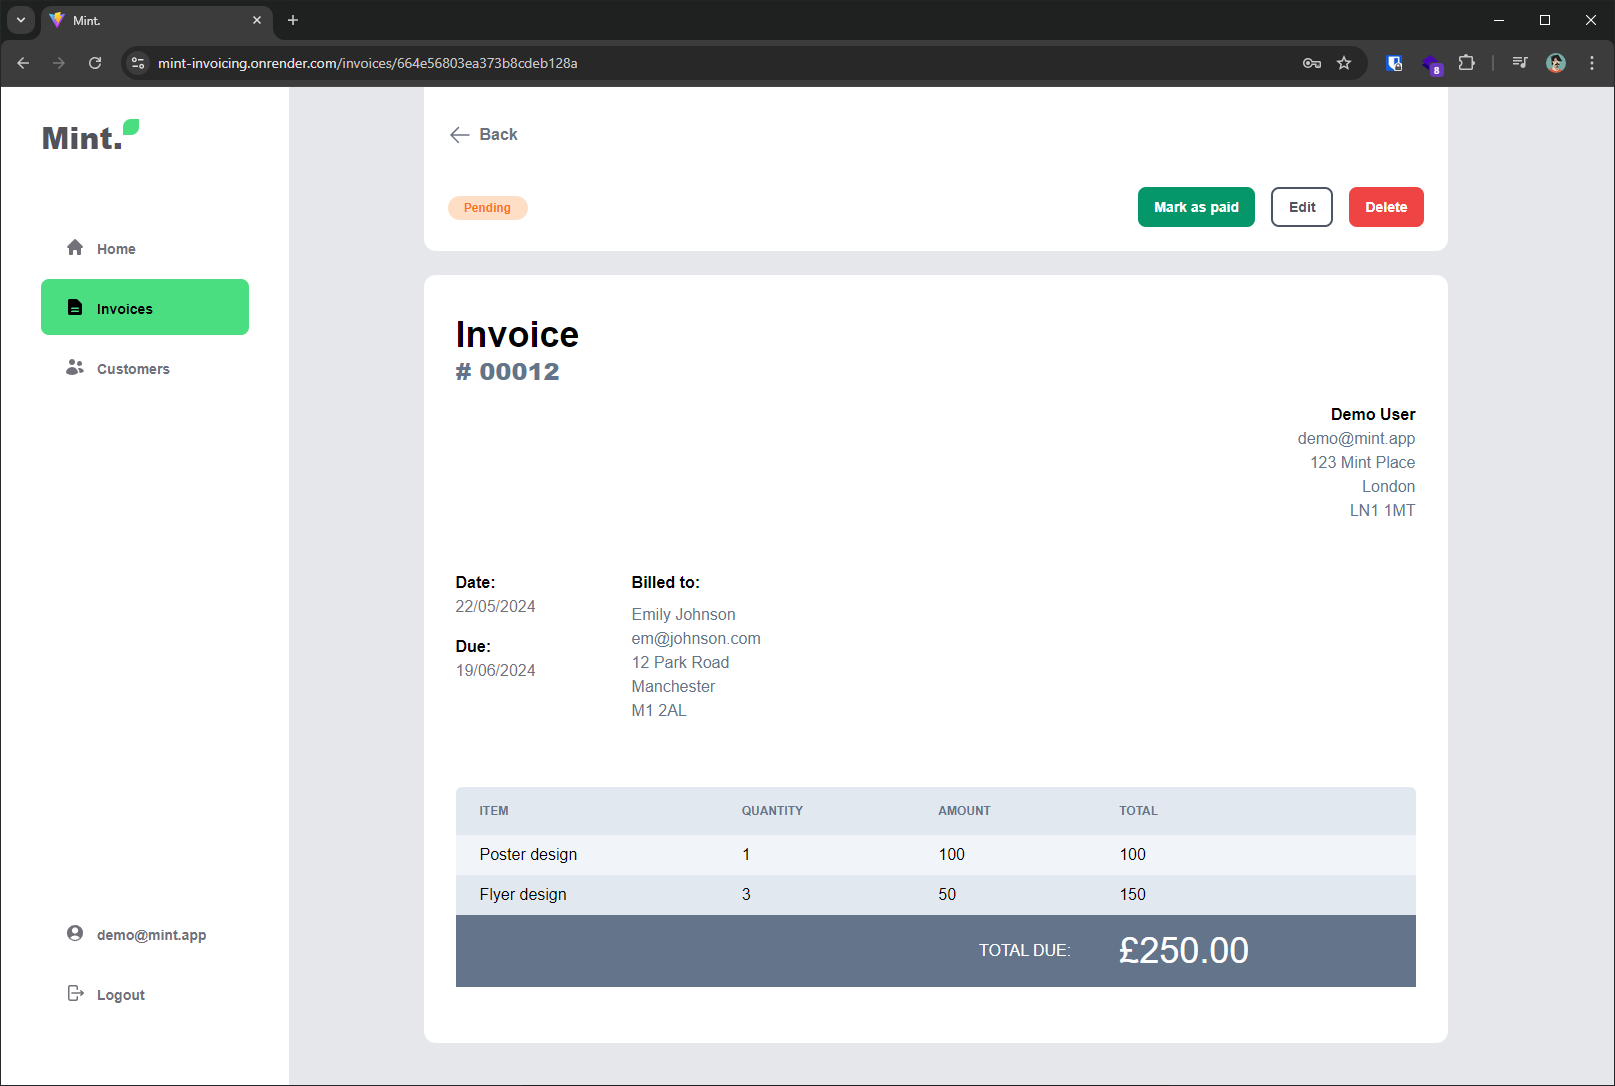 Mint.
mint-invoicing.onrender.com/invoices/664e56803ea373b8cdeb128a
8
Mint.
Home
Invoices
Customers
demo@mint.app
Logout
Back
Pending
Mark as paid
Edit
Delete
Invoice
# 00012
Demo User
demo@mint.app
123 Mint Place
London
LN1 1MT
Date:
22/05/2024
Due:
19/06/2024
Billed to:
Emily Johnson
em@johnson.com
12 Park Road
Manchester
M1 2AL
ITEM QUANTITY AMOUNT TOTAL
Poster design 1 100 100
Flyer design 3 50 150
TOTAL DUE: £250.00